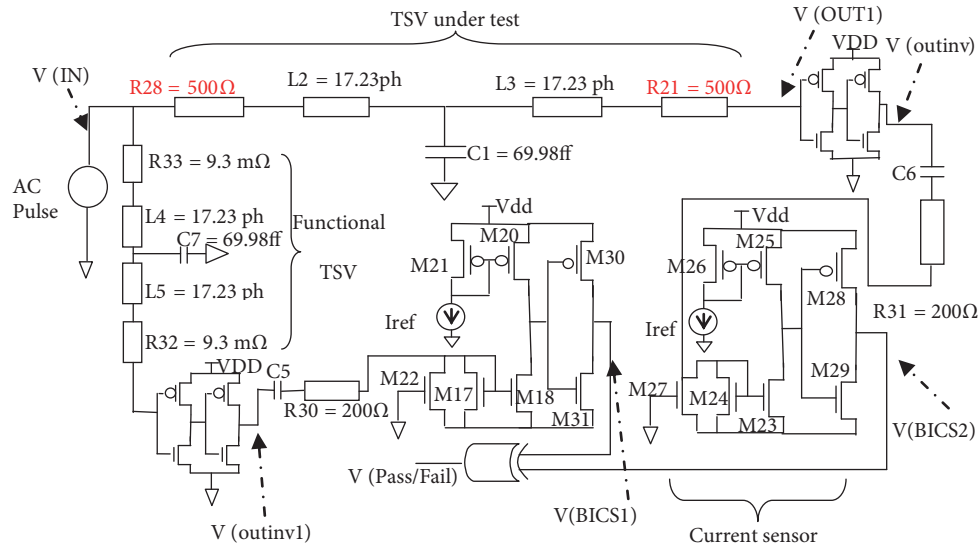 TSV under test
V (OUT1)
VDD
V (outinv)
V (IN)
R28 = 500Ω
L2 = 17.23ph
L3 = 17.23 ph
R21 = 500Ω
C1 = 69.98ff
C6
R33 = 9.3 mΩ
AC
Pulse
L4 = 17.23 ph
C7 = 69.98ff
Functional
TSV
L5 = 17.23 ph
R32 = 9.3mΩ
Vdd
M20
M21
M30
Iref
Vdd
M25
M26
M28
Iref
R31 = 200Ω
VDD
C5
R30 = 200Ω
M22
M17
M18
M31
M27
M24
M23
M29
V (Pass/Fail)
V(BICS1)
V(BICS2)
V (outinv1)
Current sensor